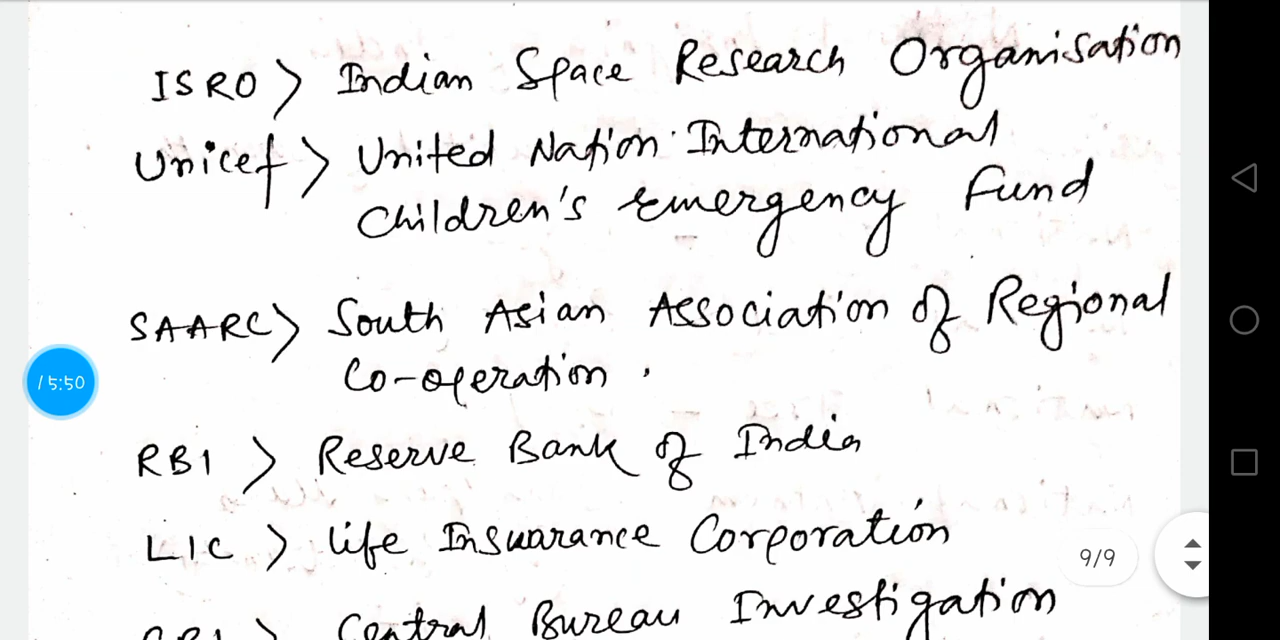 ISRO > Indian Space Research Organisation
Unicef > United Nation International
Children's Emergency Fund
SAARC > South Asian Association of Regional
Co-operation .
15:50
RBI > Reserve Bank of India
LIC > Life Insuarance Corporation
9/9
CBI > Central Bureau Investigation